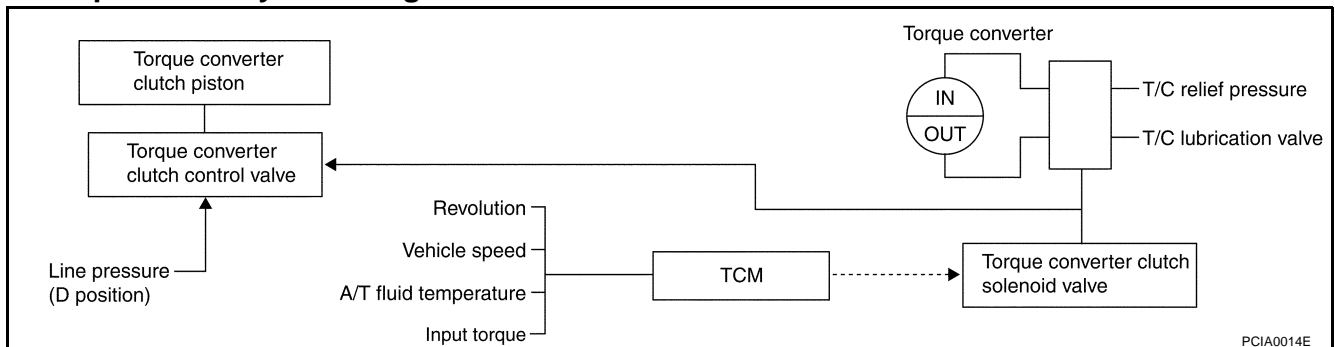 Torque converter
clutch piston
Torque converter
clutch control valve
Line pressure
(D position)
Revolution
Vehicle speed
A/T fluid temperature
Input torque
TCM
Torque converter
IN
OUT
T/C relief pressure
T/C lubrication valve
Torque converter clutch
solenoid valve
PCIA0014E